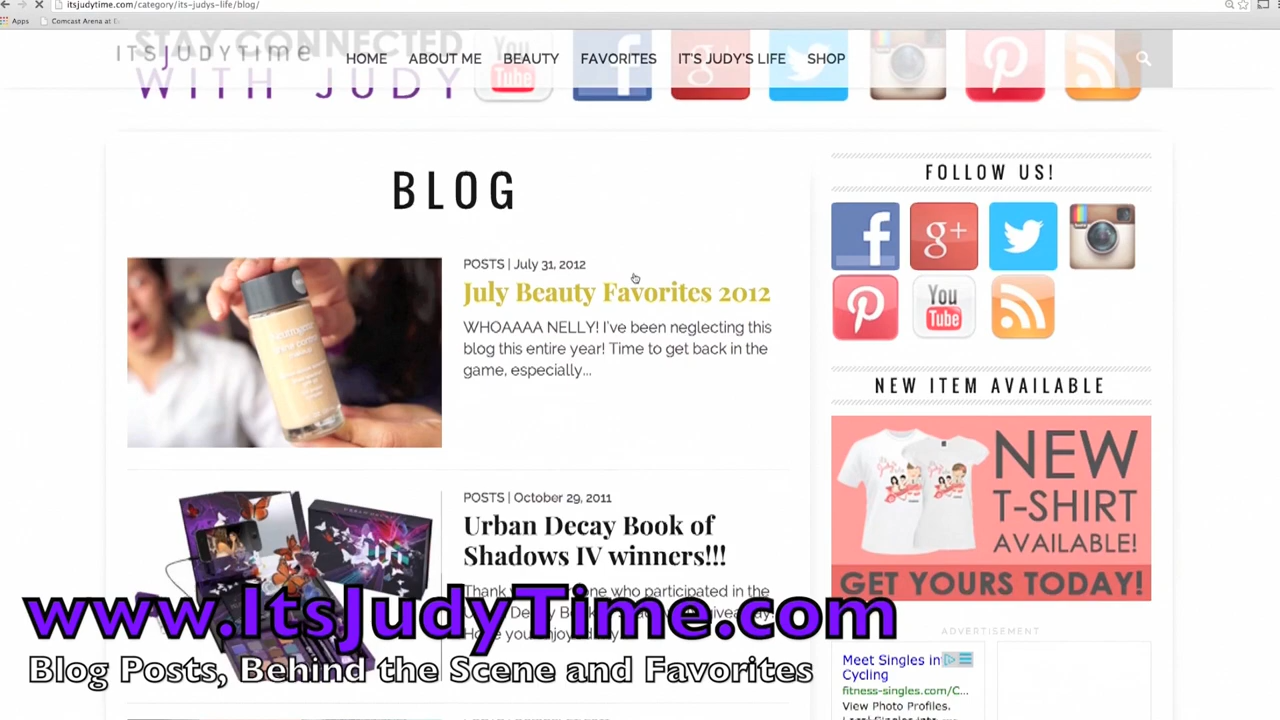 itsjudytime.com/category/its-judys-life/blog/
Apps
Comcast Arena at
STAY CONNECTED
WITH JUDY
ITSJUDYTIME
HOME
ABOUT ME
BEAUTY
FAVORITES
IT'S JUDY'S LIFE
SHOP
You
Tube
BLOG
POSTS | July 31, 2012
July Beauty Favorites 2012
WHOAAAA NELLY! I've been neglecting this
blog this entire year! Time to get back in the
game, especially...
POSTS | October 29, 2011
Urban Decay Book of
Shadows IV winners!!!
www.ItsJudyTime.com
Blog Posts, Behind the Scene and Favorites
FOLLOW US!
f
g+
You
Tube
NEW ITEM AVAILABLE
NEW
T-SHIRT
AVAILABLE!
GET YOURS TODAY!
ADVERTISEMENT
Meet Singles in
Cycling
fitness-singles.com/C...
View Photo Profiles.